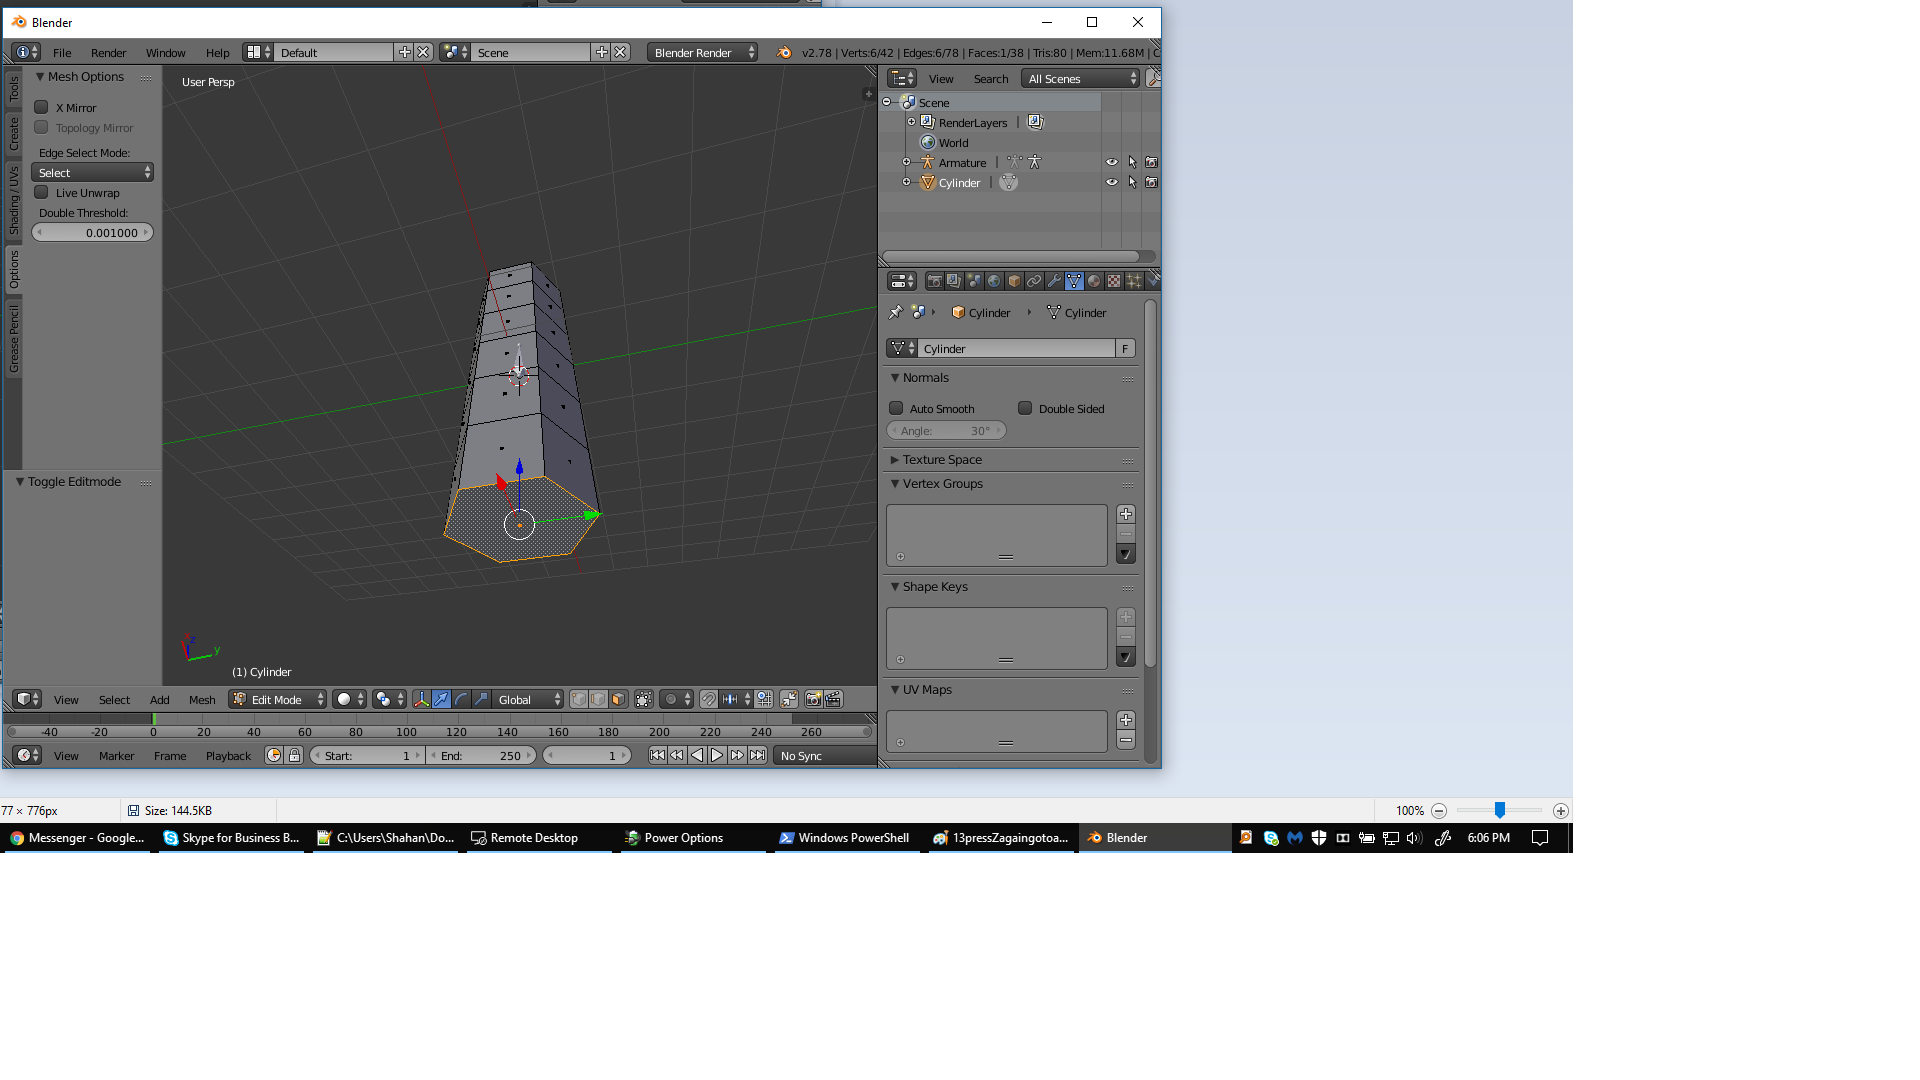 Blender
File Render Window Help Default Scene Blender Render v2.78 | Verts:6/42 | Edges:6/78 | Faces:1/38 | Tris:80 | Mem:11.68M | C
Mesh Options
X Mirror
Topology Mirror
Edge Select Mode:
Select
Live Unwrap
Double Threshold:
0.001000
Tools
Create
Shading / UVs
Options
Grease Pencil
Toggle Editmode
User Persp
z
y
(1) Cylinder
View Search All Scenes
Scene
RenderLayers |
World
Armature |
Cylinder |
Cylinder Cylinder
Cylinder F
Normals
Auto Smooth Double Sided
Angle: 30°
Texture Space
Vertex Groups
Shape Keys
UV Maps
View Select Add Mesh Edit Mode Global
-40 -20 0 20 40 60 80 100 120 140 160 180 200 220 240 260
View Marker Frame Playback Start: 1 End: 250 1 No Sync
77 × 776px Size: 144.5KB 100%
Messenger - Google... Skype for Business B... C:\Users\Shahan\Do... Remote Desktop Power Options Windows PowerShell 13pressZagaingotoa... Blender 6:06 PM